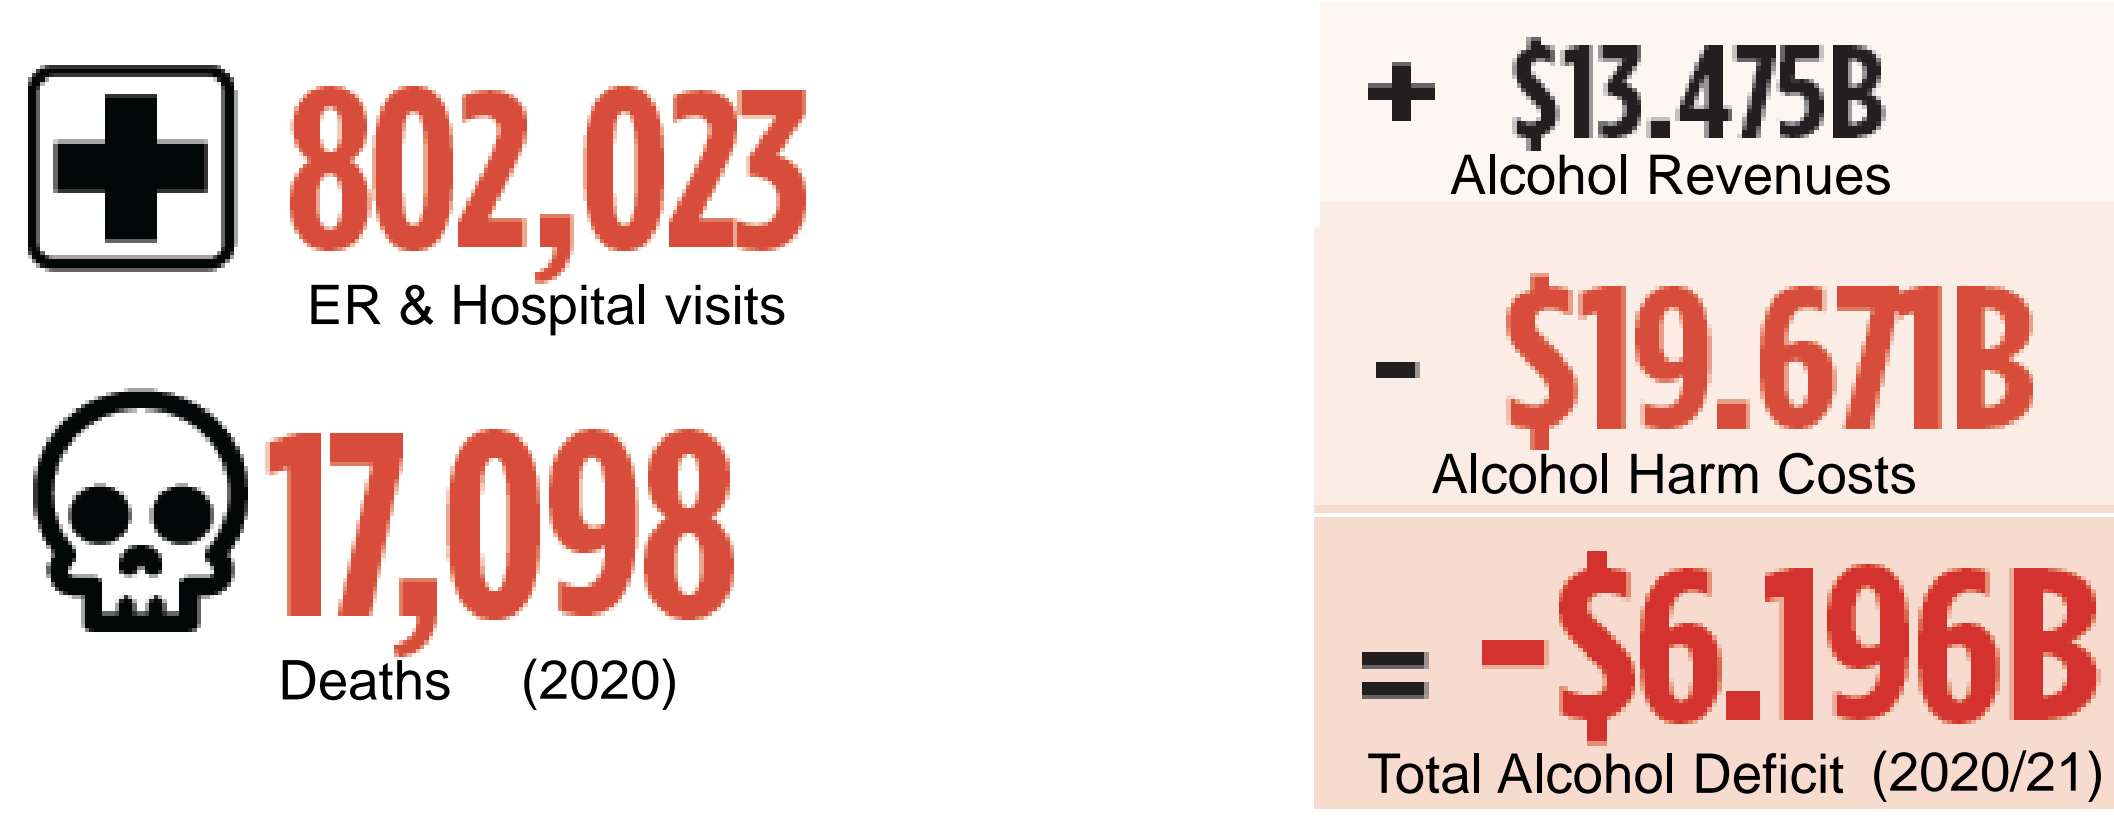 802,023
ER & Hospital visits
17,098
Deaths (2020)
+ $13.475B
Alcohol Revenues
- $19.671B
Alcohol Harm Costs
= -$6.196B
Total Alcohol Deficit (2020/21)